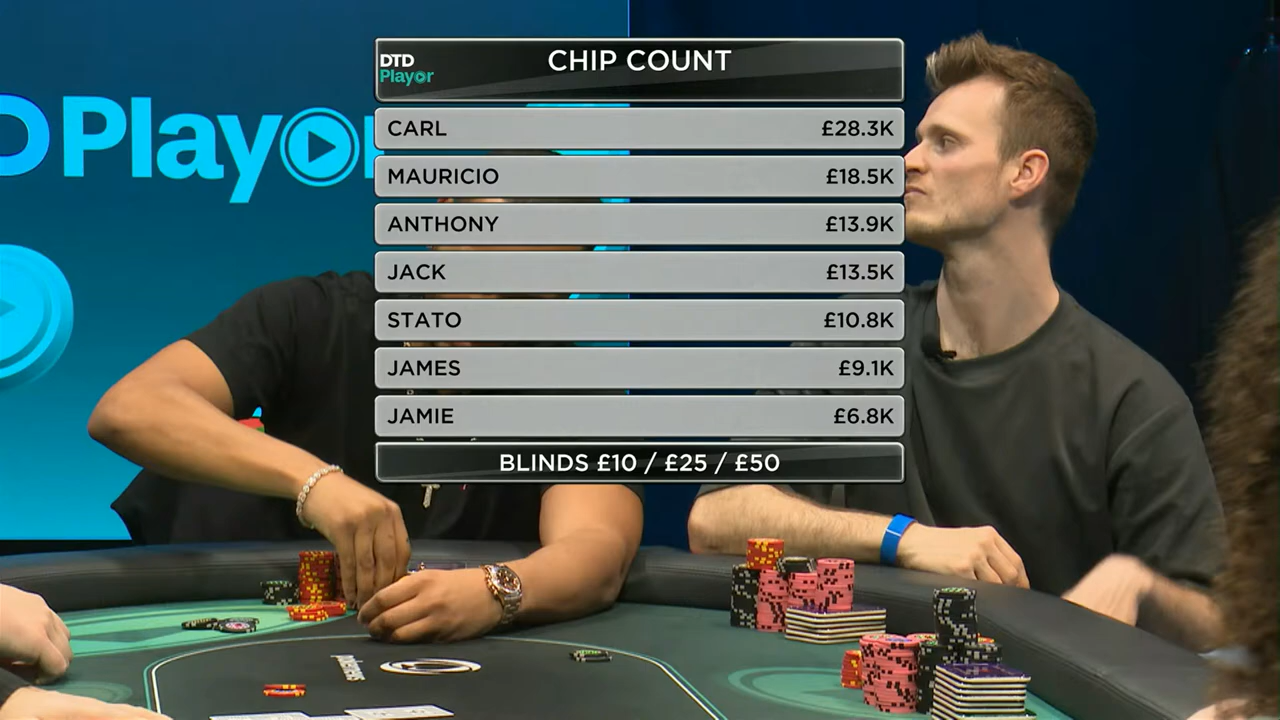 DTD
Playor
CHIP COUNT
CARL £28.3K
MAURICIO £18.5K
ANTHONY £13.9K
JACK £13.5K
STATO £10.8K
JAMES £9.1K
JAMIE £6.8K
BLINDS £10 / £25 / £50
D Playo